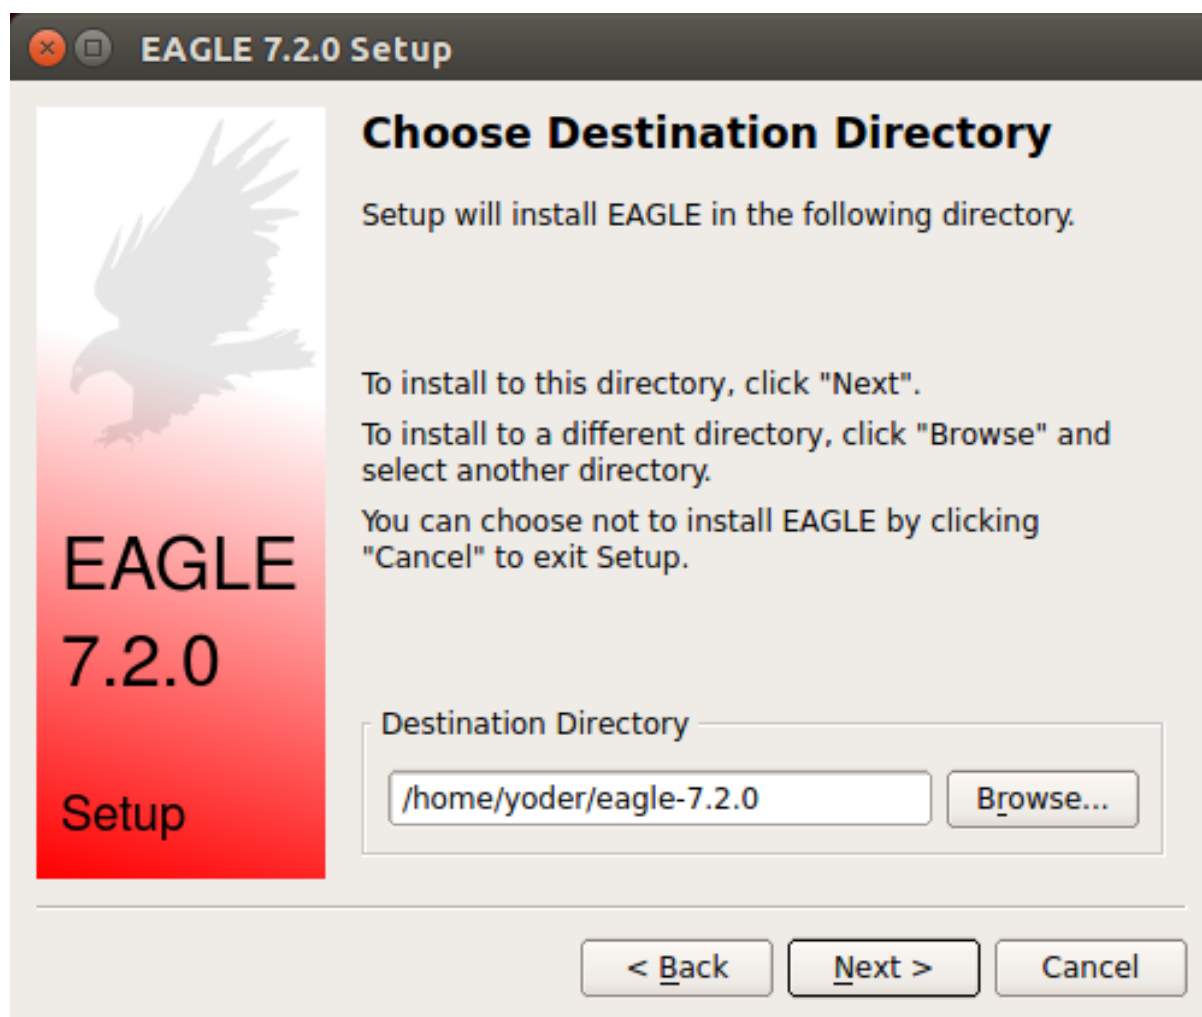 EAGLE 7.2.0 Setup
Choose Destination Directory
Setup will install EAGLE in the following directory.
To install to this directory, click "Next".
To install to a different directory, click "Browse" and
select another directory.
You can choose not to install EAGLE by clicking
"Cancel" to exit Setup.
EAGLE
7.2.0
Setup
Destination Directory
/home/yoder/eagle-7.2.0
Browse...
< Back
Next >
Cancel